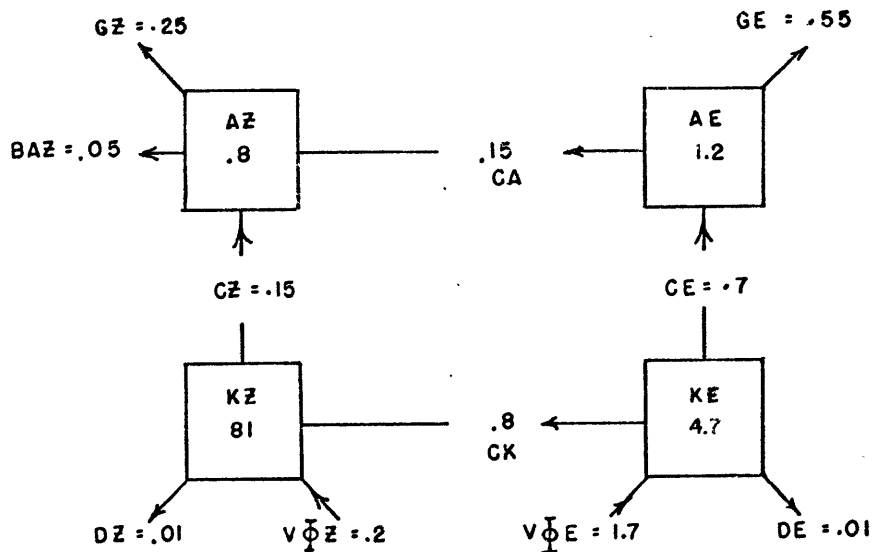 GZ = .25
GE = .55
AZ
.8
AE
1.2
BAZ = .05
.15
CA
CZ = .15
CE = .7
KZ
81
KE
4.7
.8
CK
DZ = .01
VΦZ = .2
VΦE = 1.7
DE = .01